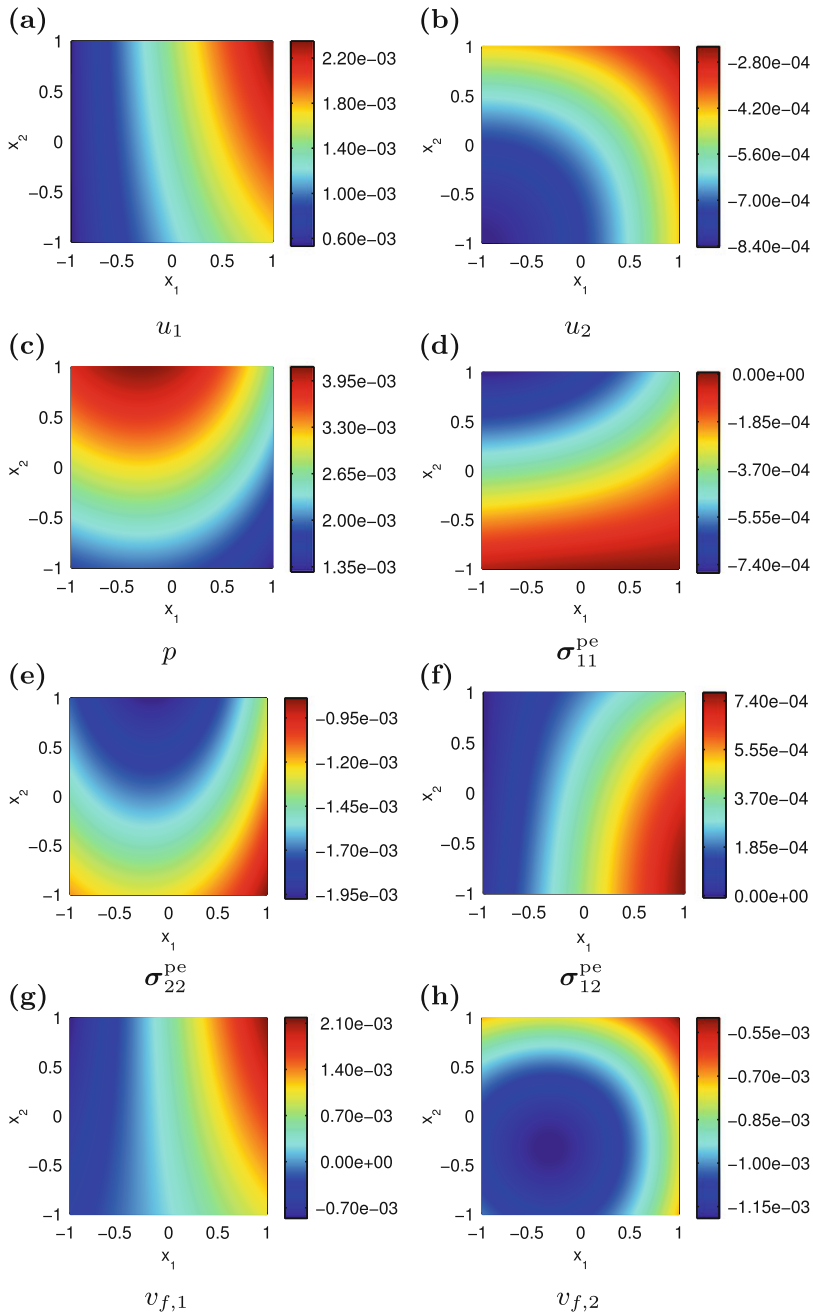 (a)
1
0.5
0
−0.5
−1
x2
−1 −0.5 0 0.5 1
x1
2.20e−03
1.80e−03
1.40e−03
1.00e−03
0.60e−03
u1
(b)
1
0.5
0
−0.5
−1
x2
−1 −0.5 0 0.5 1
x1
−2.80e−04
−4.20e−04
−5.60e−04
−7.00e−04
−8.40e−04
u2
(c)
1
0.5
0
−0.5
−1
x2
−1 −0.5 0 0.5 1
x1
3.95e−03
3.30e−03
2.65e−03
2.00e−03
1.35e−03
p
(d)
1
0.5
0
−0.5
−1
x2
−1 −0.5 0 0.5 1
x1
0.00e+00
−1.85e−04
−3.70e−04
−5.55e−04
−7.40e−04
σ11pe
(e)
1
0.5
0
−0.5
−1
x2
−1 −0.5 0 0.5 1
x1
−0.95e−03
−1.20e−03
−1.45e−03
−1.70e−03
−1.95e−03
σ22pe
(f)
1
0.5
0
−0.5
−1
x2
−1 −0.5 0 0.5 1
x1
7.40e−04
5.55e−04
3.70e−04
1.85e−04
0.00e+00
σ12pe
(g)
1
0.5
0
−0.5
−1
x2
−1 −0.5 0 0.5 1
x1
2.10e−03
1.40e−03
0.70e−03
0.00e+00
−0.70e−03
vf,1
(h)
1
0.5
0
−0.5
−1
x2
−1 −0.5 0 0.5 1
x1
−0.55e−03
−0.70e−03
−0.85e−03
−1.00e−03
−1.15e−03
vf,2